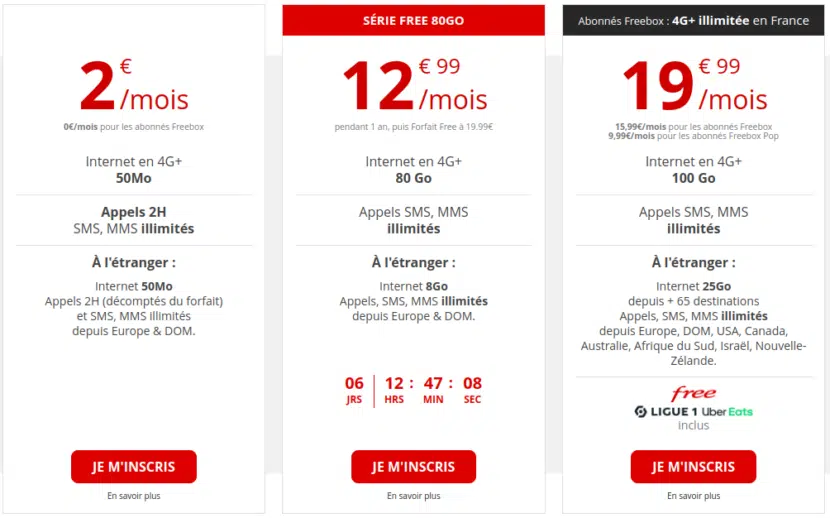 2 €
/mois
0€/mois pour les abonnés Freebox
Internet en 4G+
50Mo
Appels 2H
SMS, MMS illimités
À l'étranger :
Internet 50Mo
Appels 2H (décomptés du forfait)
et SMS, MMS illimités
depuis Europe & DOM.
JE M'INSCRIS
En savoir plus
SÉRIE FREE 80GO
12 € 99
/mois
pendant 1 an, puis Forfait Free à 19.99€
Internet en 4G+
80 Go
Appels SMS, MMS
illimités
À l'étranger :
Internet 8Go
Appels, SMS, MMS illimités
depuis Europe & DOM.
06 12 : 47 : 08
JRS HRS MIN SEC
JE M'INSCRIS
En savoir plus
Abonnés Freebox : 4G+ illimitée en France
19 € 99
/mois
15,99€/mois pour les abonnés Freebox
9,99€/mois pour les abonnés Freebox Pop
Internet en 4G+
100 Go
Appels SMS, MMS
illimités
À l'étranger :
Internet 25Go
depuis + 65 destinations
Appels, SMS, MMS illimités
depuis Europe, DOM, USA, Canada,
Australie, Afrique du Sud, Israël, Nouvelle-
Zélande.
free
LIGUE 1 Uber Eats
inclus
JE M'INSCRIS
En savoir plus